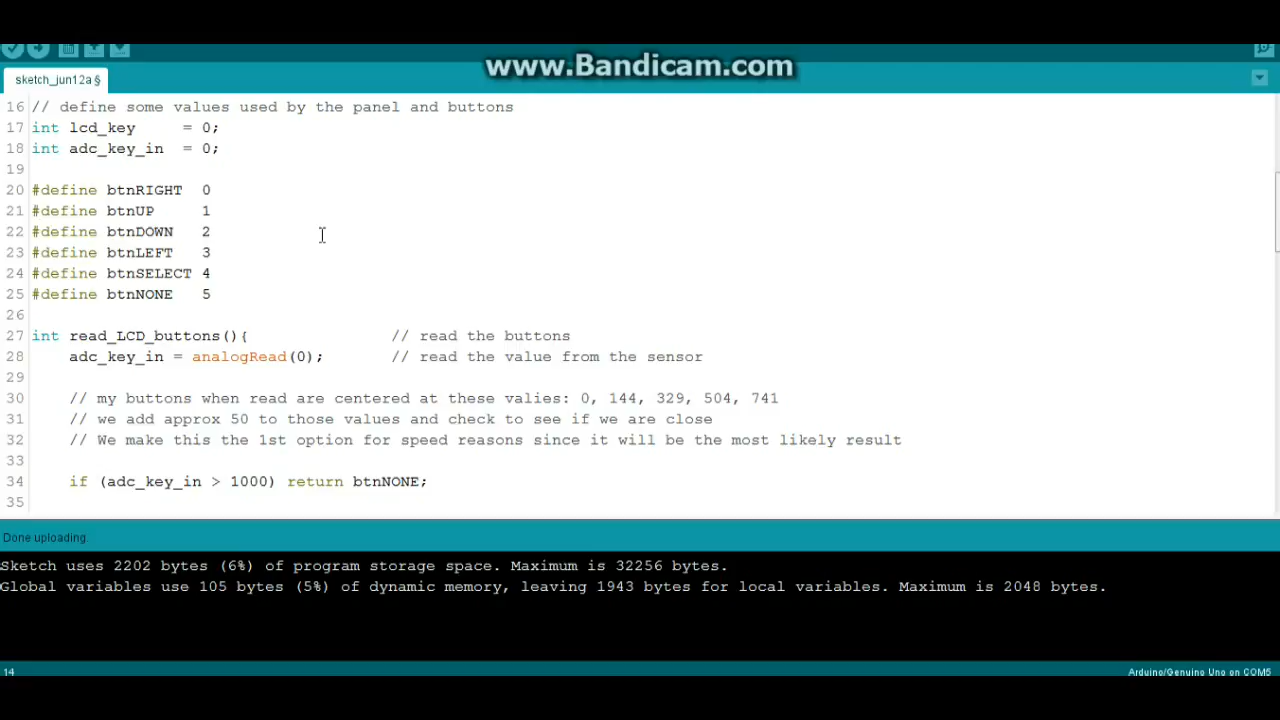 www.Bandicam.com
sketch_jun12a §
16 // define some values used by the panel and buttons
17 int lcd_key     = 0;
18 int adc_key_in  = 0;
19
20 #define btnRIGHT  0
21 #define btnUP     1
22 #define btnDOWN   2
23 #define btnLEFT   3
24 #define btnSELECT 4
25 #define btnNONE   5
26
27 int read_LCD_buttons(){               // read the buttons
28     adc_key_in = analogRead(0);       // read the value from the sensor
29
30     // my buttons when read are centered at these valies: 0, 144, 329, 504, 741
31     // we add approx 50 to those values and check to see if we are close
32     // We make this the 1st option for speed reasons since it will be the most likely result
33
34     if (adc_key_in > 1000) return btnNONE;
35
Done uploading.
Sketch uses 2202 bytes (6%) of program storage space. Maximum is 32256 bytes.
Global variables use 105 bytes (5%) of dynamic memory, leaving 1943 bytes for local variables. Maximum is 2048 bytes.
14 Arduino/Genuino Uno on COM5